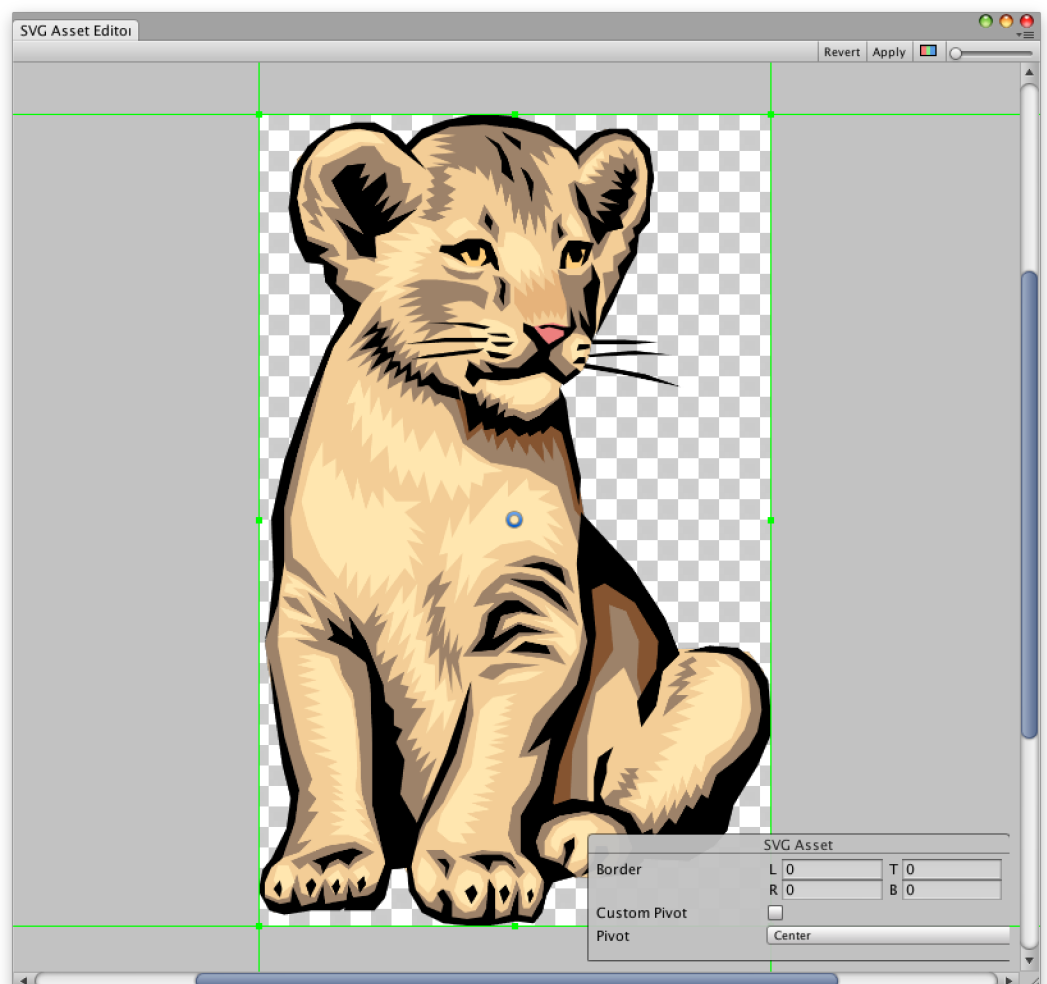 SVG Asset Editor
Revert Apply
SVG Asset
Border L 0 T 0
R 0 B 0
Custom Pivot
Pivot Center